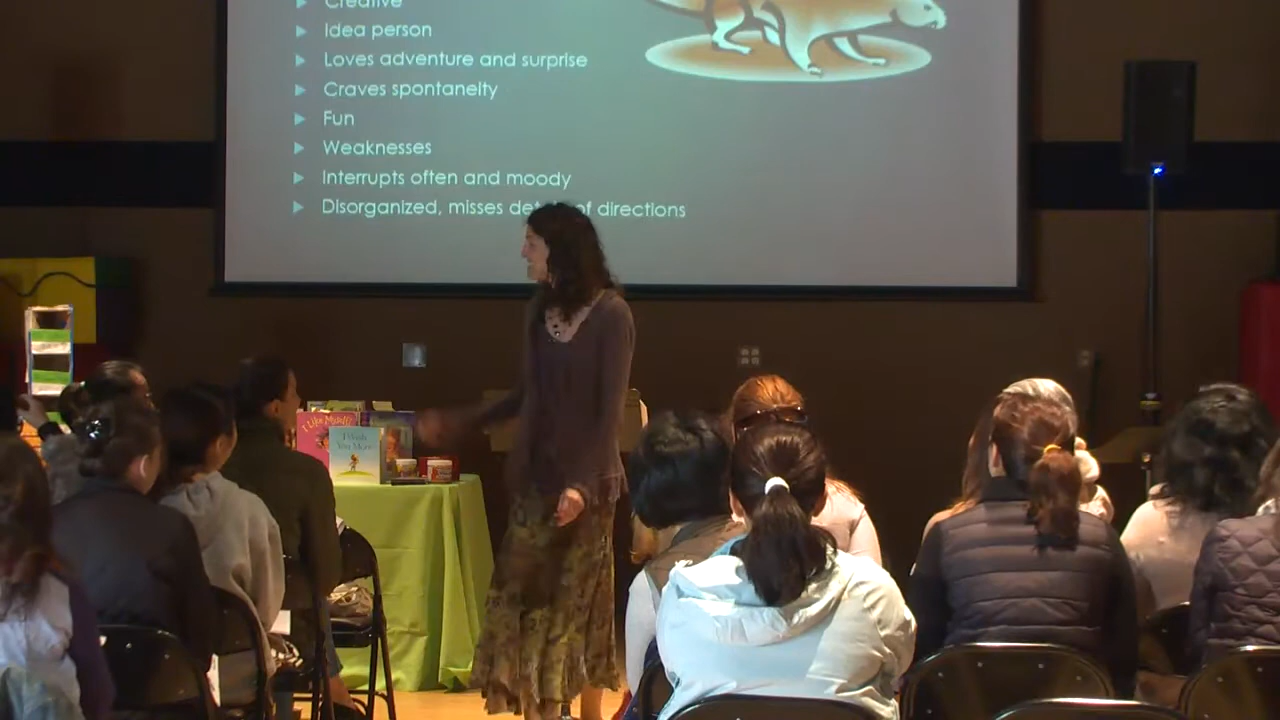 Creative
Idea person
Loves adventure and surprise
Craves spontaneity
Fun
Weaknesses
Interrupts often and moody
Disorganized, misses of directions
I Like Myself!
I Wish
You More